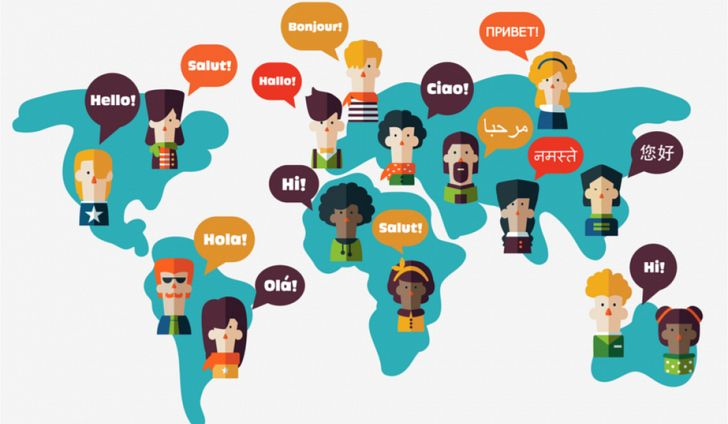 Bonjour!
ПРИВЕТ!
Salut!
Hallo!
Hello!
Ciao!
مرحبا
नमस्ते
您好
Hi!
Salut!
Hola!
Olá!
Hi!